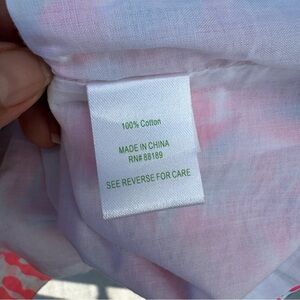 100% Cotton
MADE IN CHINA
RN# 88189
SEE REVERSE FOR CARE